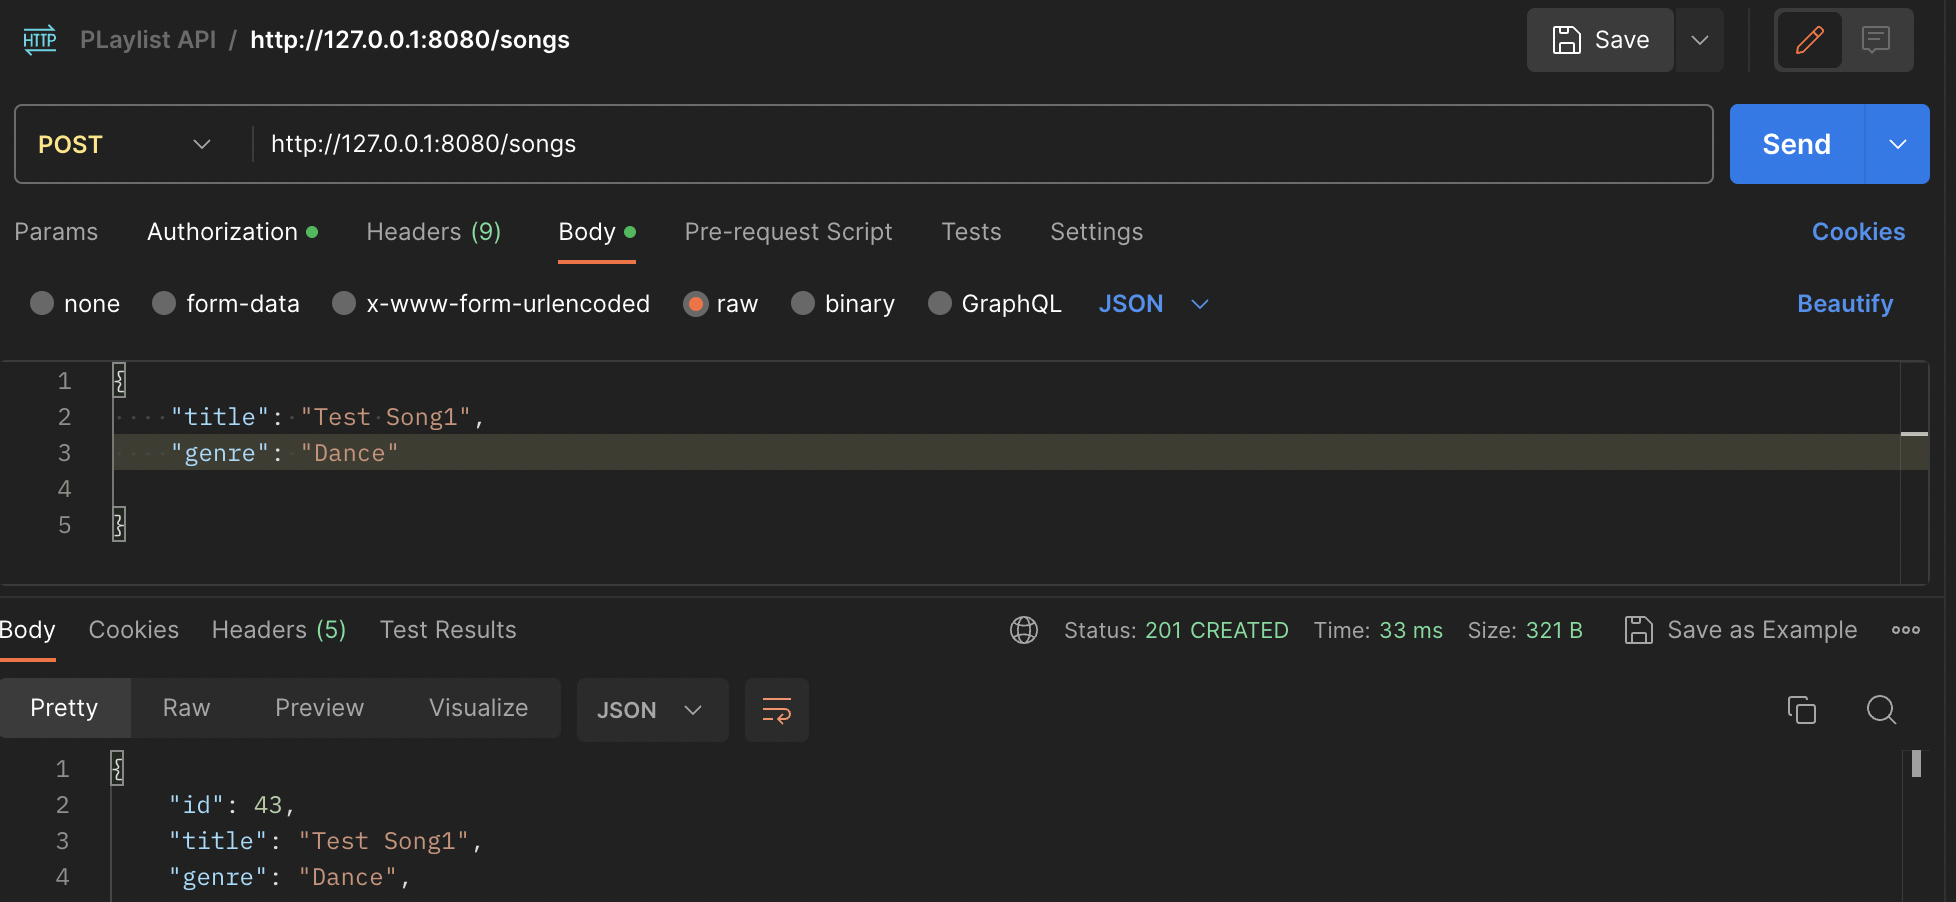 HTTP PLaylist API / http://127.0.0.1:8080/songs Save
POST http://127.0.0.1:8080/songs Send
Params Authorization Headers (9) Body Pre-request Script Tests Settings Cookies
none form-data x-www-form-urlencoded raw binary GraphQL JSON Beautify
1 {
2 "title": "Test Song1",
3 "genre": "Dance"
4
5 }
Body Cookies Headers (5) Test Results Status: 201 CREATED Time: 33 ms Size: 321 B Save as Example
Pretty Raw Preview Visualize JSON
1 {
2 "id": 43,
3 "title": "Test Song1",
4 "genre": "Dance",